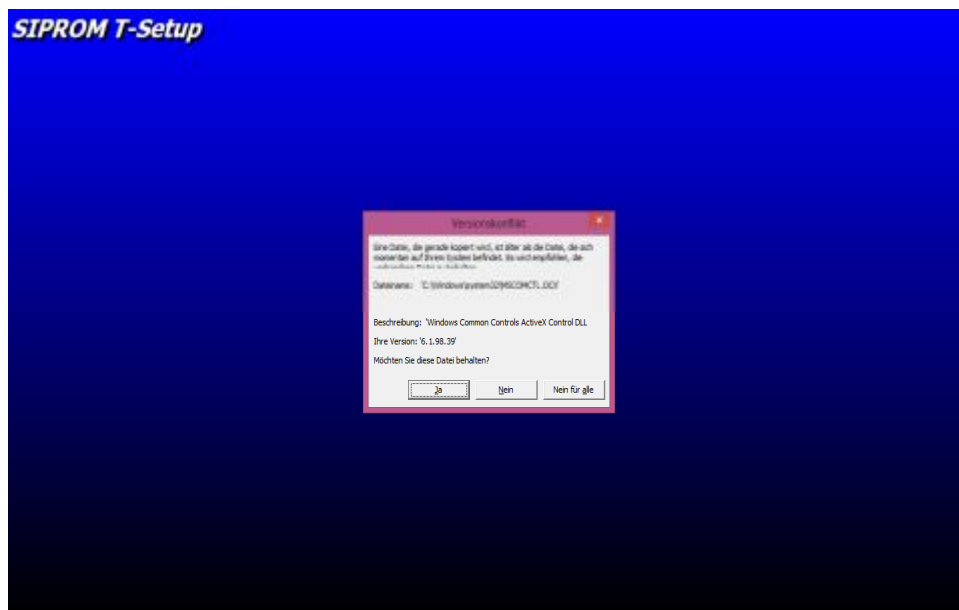 SIPROM T-Setup
Versionskonflikt
Eine Datei, die gerade kopiert wird, ist älter als die Datei, die sich
momentan auf Ihrem System befindet. Es wird empfohlen, die
Dateiname: 'C:\Windows\system32\MSCOMCTL.OCX'
Beschreibung: 'Windows Common Controls ActiveX Control DLL
Ihre Version: '6.1.98.39'
Möchten Sie diese Datei behalten?
Ja Nein Nein für alle